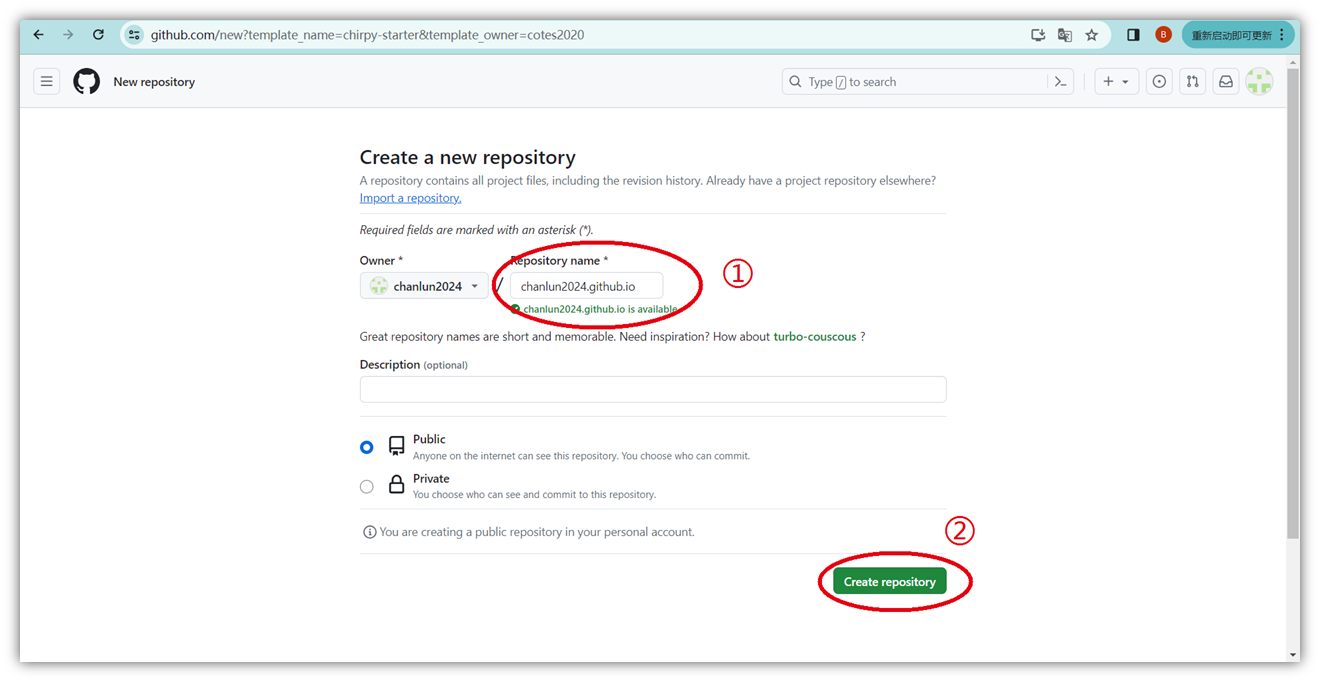 github.com/new?template_name=chirpy-starter&template_owner=cotes2020
B
重新启动即可更新
New repository
Type / to search
Create a new repository
A repository contains all project files, including the revision history. Already have a project repository elsewhere?
Import a repository.
Required fields are marked with an asterisk (*).
Owner *
Repository name *
①
chanlun2024
/
chanlun2024.github.io
chanlun2024.github.io is available.
Great repository names are short and memorable. Need inspiration? How about turbo-couscous ?
Description (optional)
Public
Anyone on the internet can see this repository. You choose who can commit.
Private
You choose who can see and commit to this repository.
You are creating a public repository in your personal account.
②
Create repository